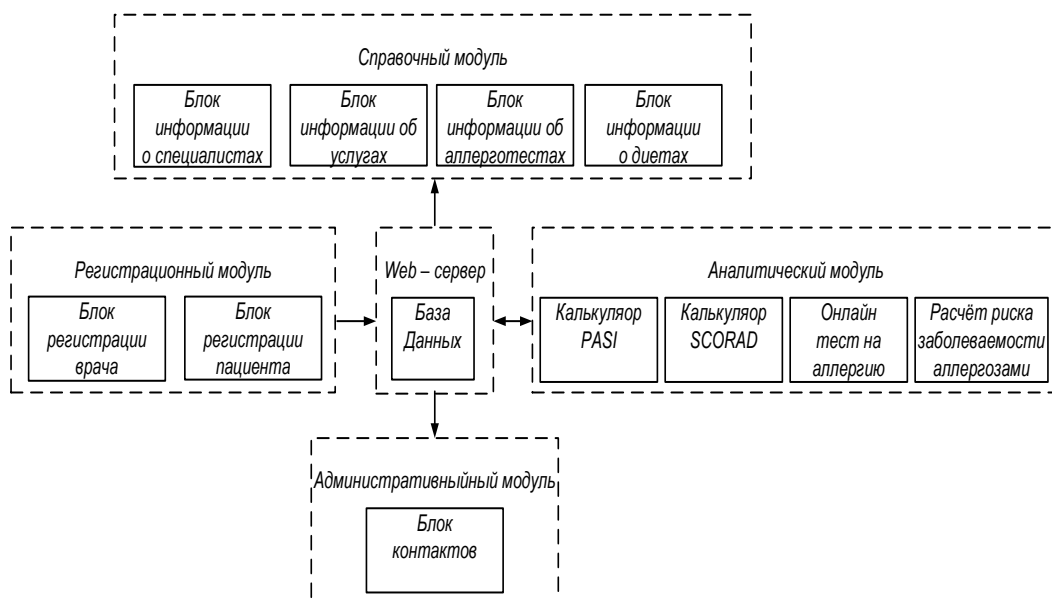 Справочный модуль
Блок
информации
о специалистах
Блок
информации об
услугах
Блок
информации об
аллерготестах
Блок
информации
о диетах
Регистрационный модуль
Блок
регистрации
врача
Блок
регистрации
пациента
Web – сервер
База
Данных
Аналитический модуль
Калькуляор
PASI
Калькуляор
SCORAD
Онлайн
тест на
аллергию
Расчёт риска
заболеваемости
аллергозами
Административныйный модуль
Блок
контактов